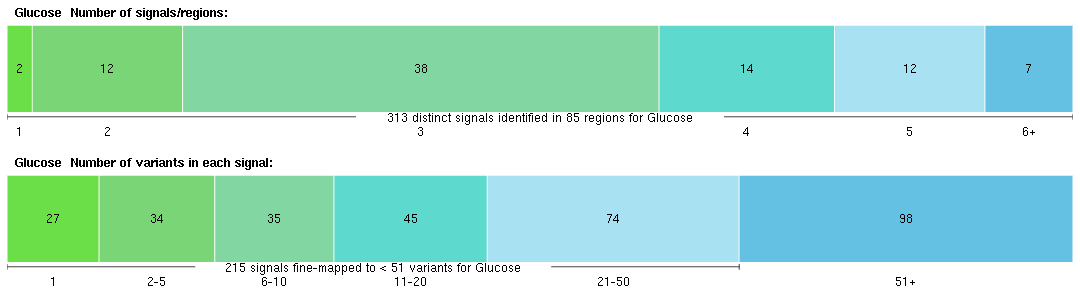 Glucose Number of signals/regions:
2 12 38 14 12 7
313 distinct signals identified in 85 regions for Glucose
1 2 3 4 5 6+
Glucose Number of variants in each signal:
27 34 35 45 74 98
215 signals fine-mapped to < 51 variants for Glucose
1 2-5 6-10 11-20 21-50 51+